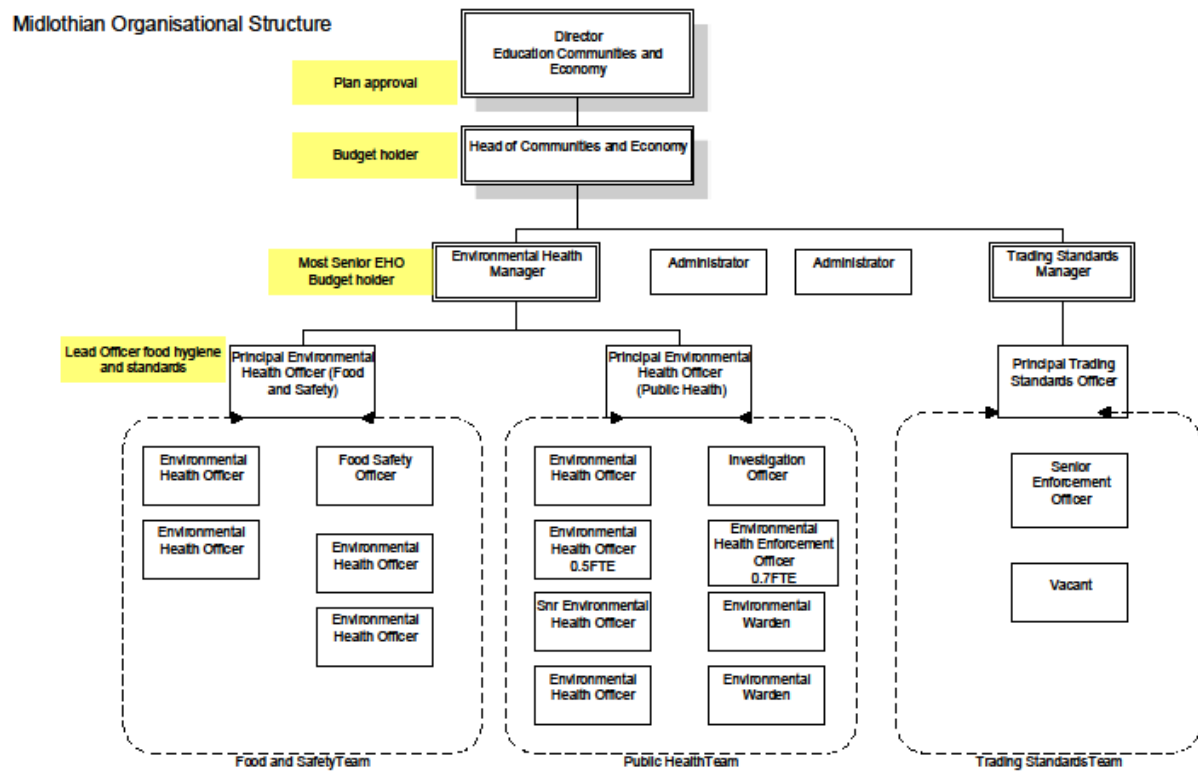 Midlothian Organisational Structure
Director
Education Communities and
Economy
Plan approval
Budget holder
Head of Communities and Economy
Most Senior EHO
Budget holder
Environmental Health
Manager
Administrator
Administrator
Trading Standards
Manager
Lead Officer food hygiene
and standards
Principal Environmental
Health Officer (Food
and Safety)
Principal Environmental
Health Officer
(Public Health)
Principal Trading
Standards Officer
Environmental
Health Officer
Food Safety
Officer
Environmental
Health Officer
Environmental
Health Officer
Environmental
Health Officer
Food and SafetyTeam
Environmental
Health Officer
Investigation
Officer
Environmental
Health Officer
0.5FTE
Environmental
Health Enforcement
Officer
0.7FTE
Snr Environmental
Health Officer
Environmental
Warden
Environmental
Health Officer
Environmental
Warden
Public HealthTeam
Senior
Enforcement
Officer
Vacant
Trading StandardsTeam